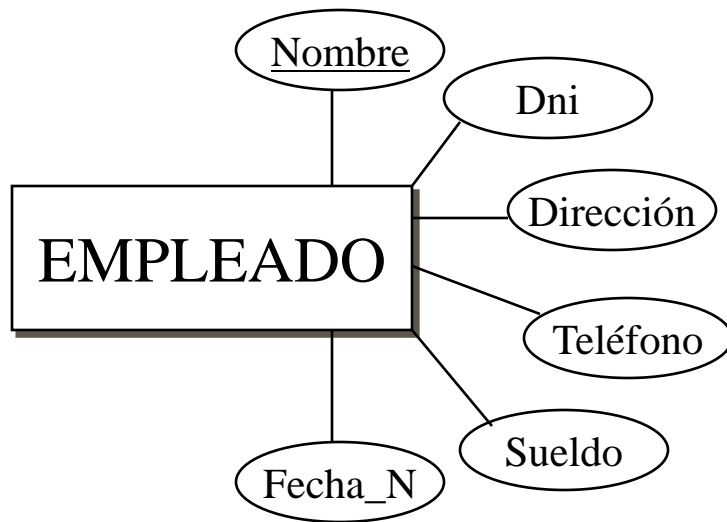 Nombre
Dni
Dirección
EMPLEADO
Teléfono
Sueldo
Fecha_N